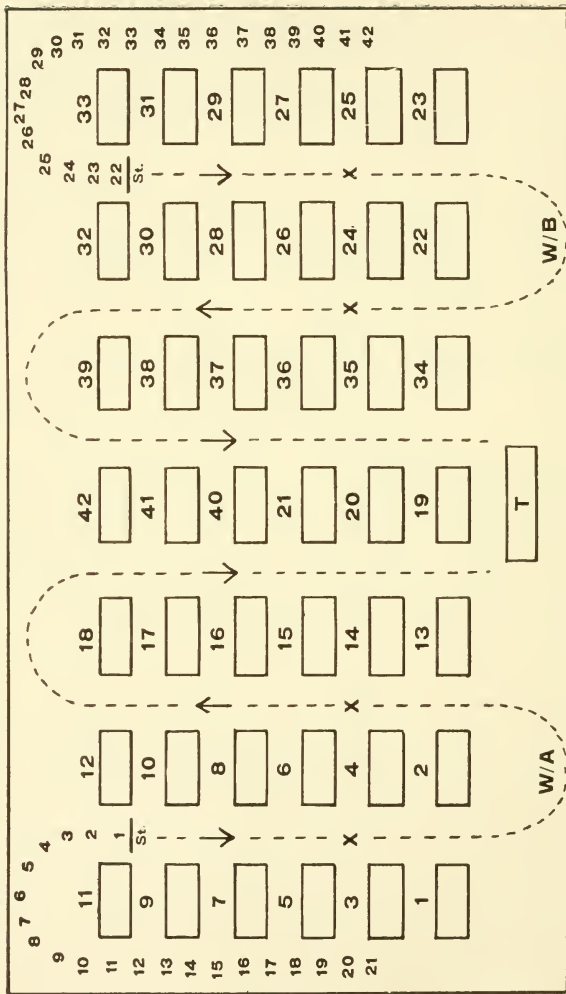 7 6 5 27 28
8 4 25 26 29
9 3 24 30
10 2 23 31
11 11 1 12 18 42 39 32 22 33 32
St. St.
12 9 10 17 41 38 30 31 33
13 34
14 35
15 7 8 16 40 37 28 29 36
16 37
17 38
18 5 6 15 21 36 26 27 39
19 40
20 3 X 4 X 14 20 35 X 24 X 25 41
21 42
1 2 13 19 34 22 23
T
W/A W/B